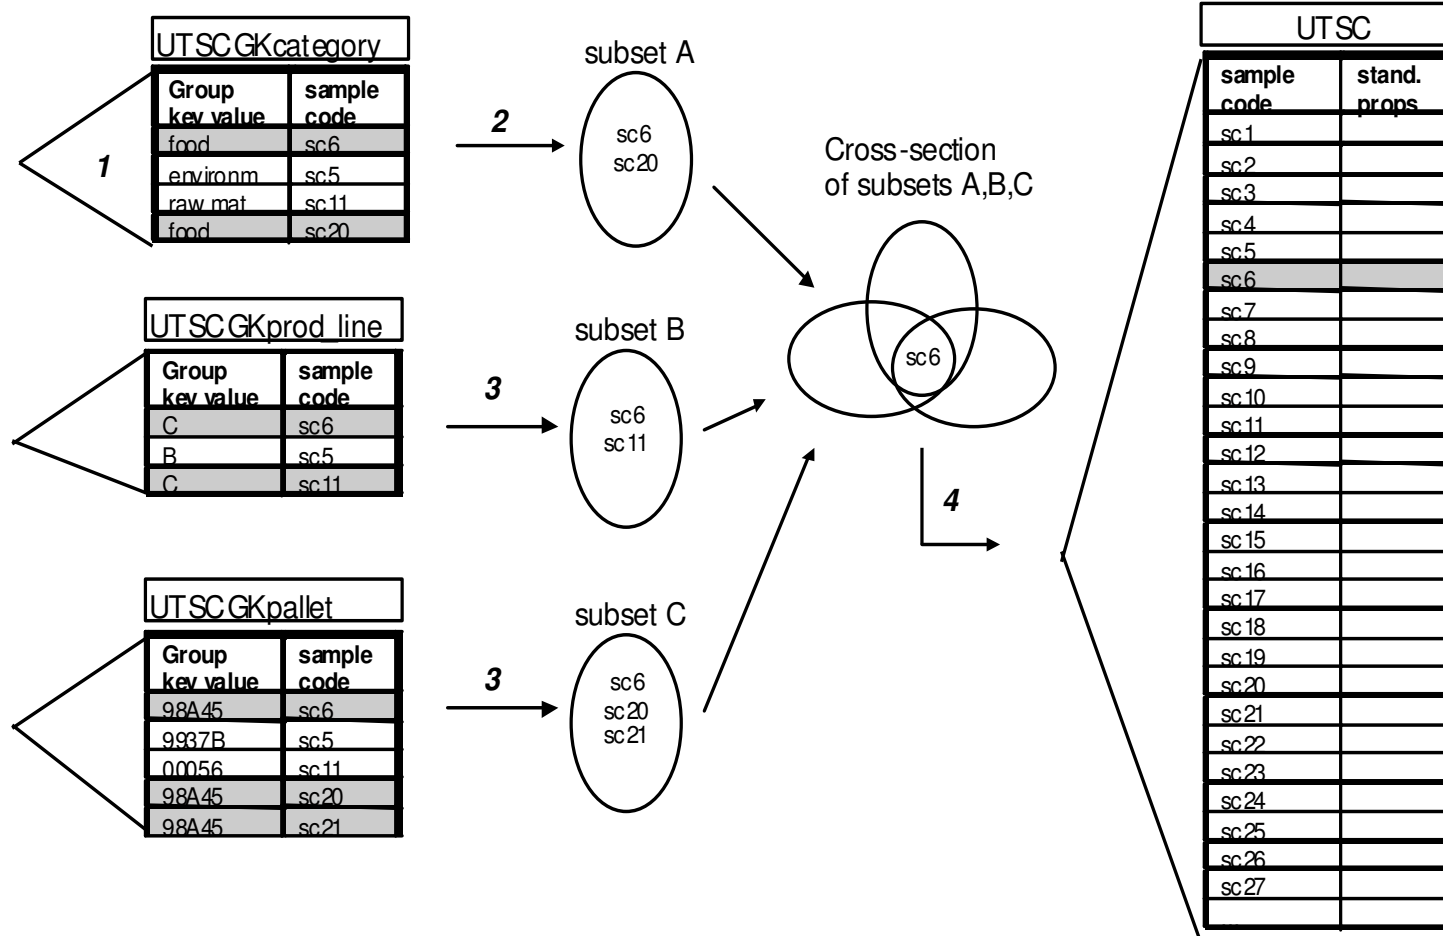 UTSCGKcategory
Group key value sample code
food sc6
environm sc5
raw mat sc11
food sc20
1
2
subset A
sc6
sc20
UTSCGKprod_line
Group key value sample code
C sc6
B sc5
C sc11
3
subset B
sc6
sc11
UTSCGKpallet
Group key value sample code
98A45 sc6
9937B sc5
00056 sc11
98A45 sc20
98A45 sc21
3
subset C
sc6
sc20
sc21
Cross-section
of subsets A,B,C
sc6
4
UTSC
sample code stand. props
sc1
sc2
sc3
sc4
sc5
sc6
sc7
sc8
sc9
sc10
sc11
sc12
sc13
sc14
sc15
sc16
sc17
sc18
sc19
sc20
sc21
sc22
sc23
sc24
sc25
sc26
sc27